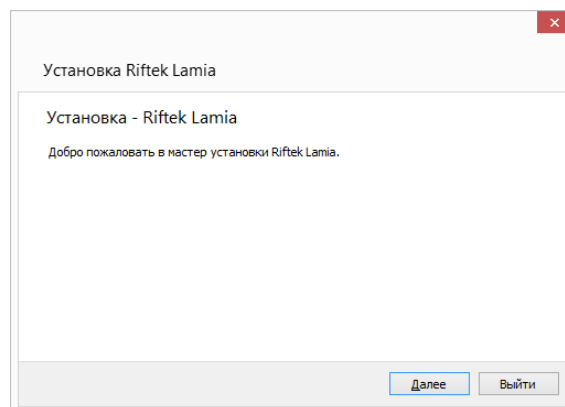 Установка Riftek Lamia
Установка - Riftek Lamia
Добро пожаловать в мастер установки Riftek Lamia.
Далее Выйти